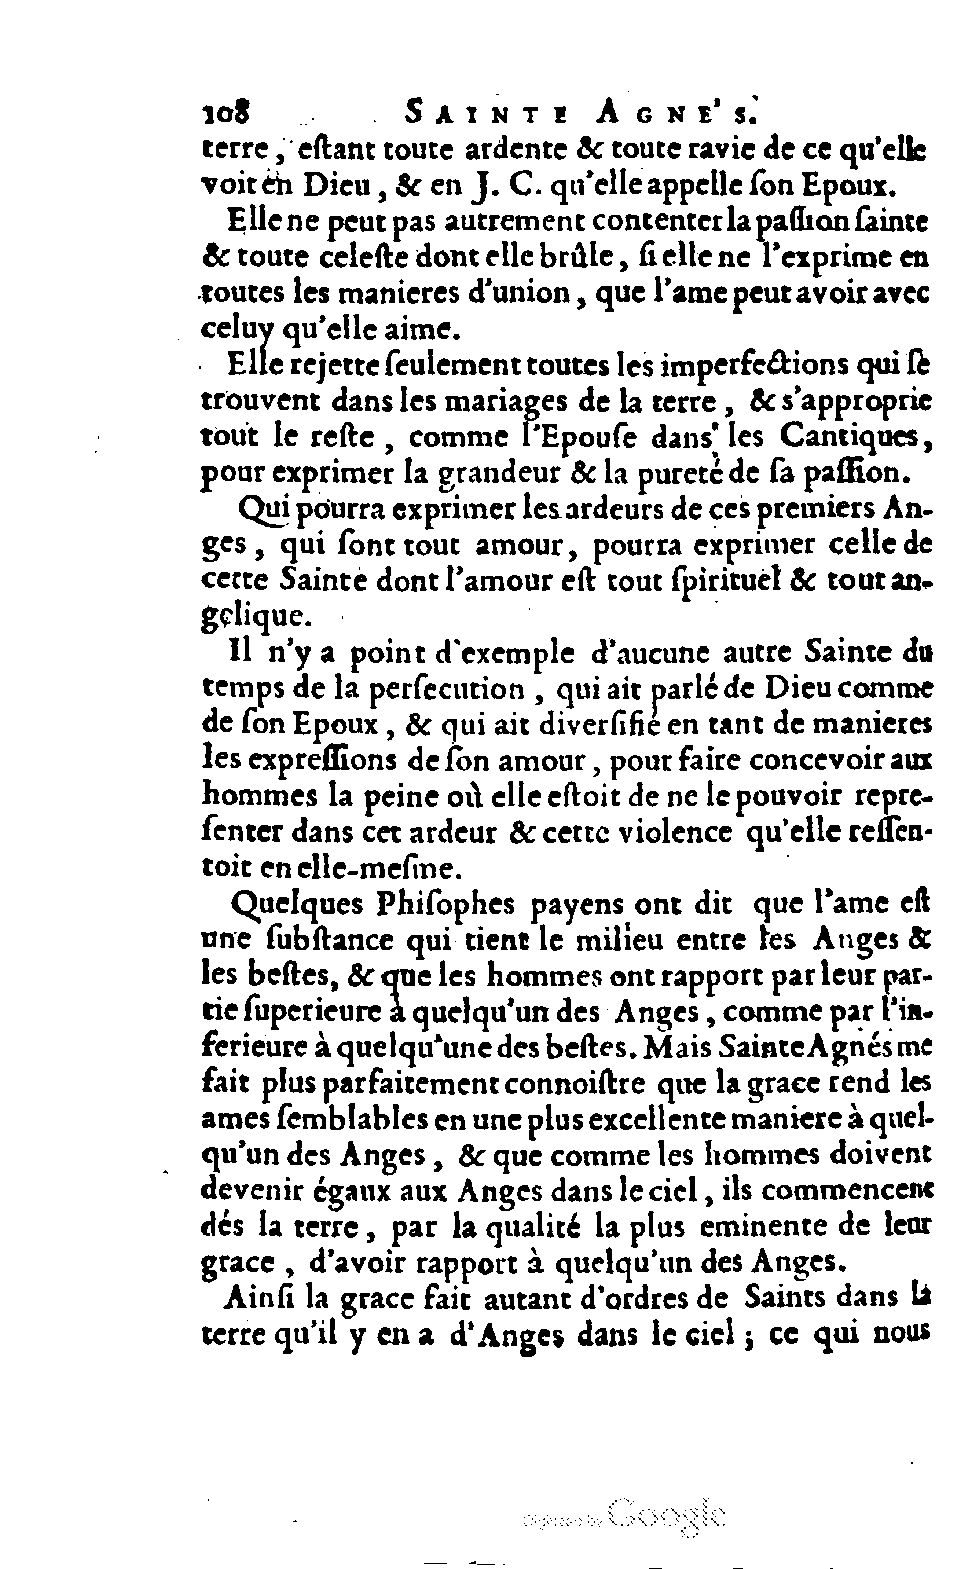 108 SAINTE AGNE'S.
terre, eſtant toute ardente & toute ravie de ce qu'elle
voit en Dieu, & en J. C. qu'elle appelle ſon Epoux.
Elle ne peut pas autrement contenter la paſſion ſainte
& toute celeſte dont elle brûle, ſi elle ne l'exprime en
toutes les manieres d'union, que l'ame peut avoir avec
celuy qu'elle aime.
Elle rejette ſeulement toutes les imperfections qui ſe
trouvent dans les mariages de la terre, & s'approprie
tout le reſte, comme l'Epouſe dans les Cantiques,
pour exprimer la grandeur & la pureté de ſa paſſion.
Qui pourra exprimer les ardeurs de ces premiers An-
ges, qui ſont tout amour, pourra exprimer celle de
cette Sainte dont l'amour eſt tout ſpirituel & tout an-
gelique.
Il n'y a point d'exemple d'aucune autre Sainte du
temps de la perſecution, qui ait parlé de Dieu comme
de ſon Epoux, & qui ait diverſifié en tant de manieres
les expreſſions de ſon amour, pour faire concevoir aux
hommes la peine où elle eſtoit de ne le pouvoir repre-
ſenter dans cet ardeur & cette violence qu'elle reſſen-
toit en elle-meſme.
Quelques Phiſophes payens ont dit que l'ame eſt
une ſubſtance qui tient le milieu entre les Anges &
les beſtes, & que les hommes ont rapport par leur par-
tie ſuperieure à quelqu'un des Anges, comme par l'in-
ferieure à quelqu'une des beſtes. Mais Sainte Agnés me
fait plus parfaitement connoiſtre que la grace rend les
ames ſemblables en une plus excellente maniere à quel-
qu'un des Anges, & que comme les hommes doivent
devenir égaux aux Anges dans le ciel, ils commencent
dés la terre, par la qualité la plus eminente de leur
grace, d'avoir rapport à quelqu'un des Anges.
Ainſi la grace fait autant d'ordres de Saints dans la
terre qu'il y en a d'Anges dans le ciel; ce qui nous
Digitized by Google